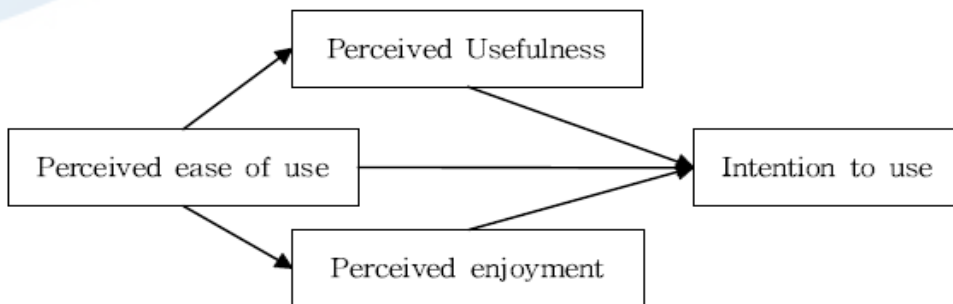 Perceived Usefulness
Perceived ease of use
Intention to use
Perceived enjoyment